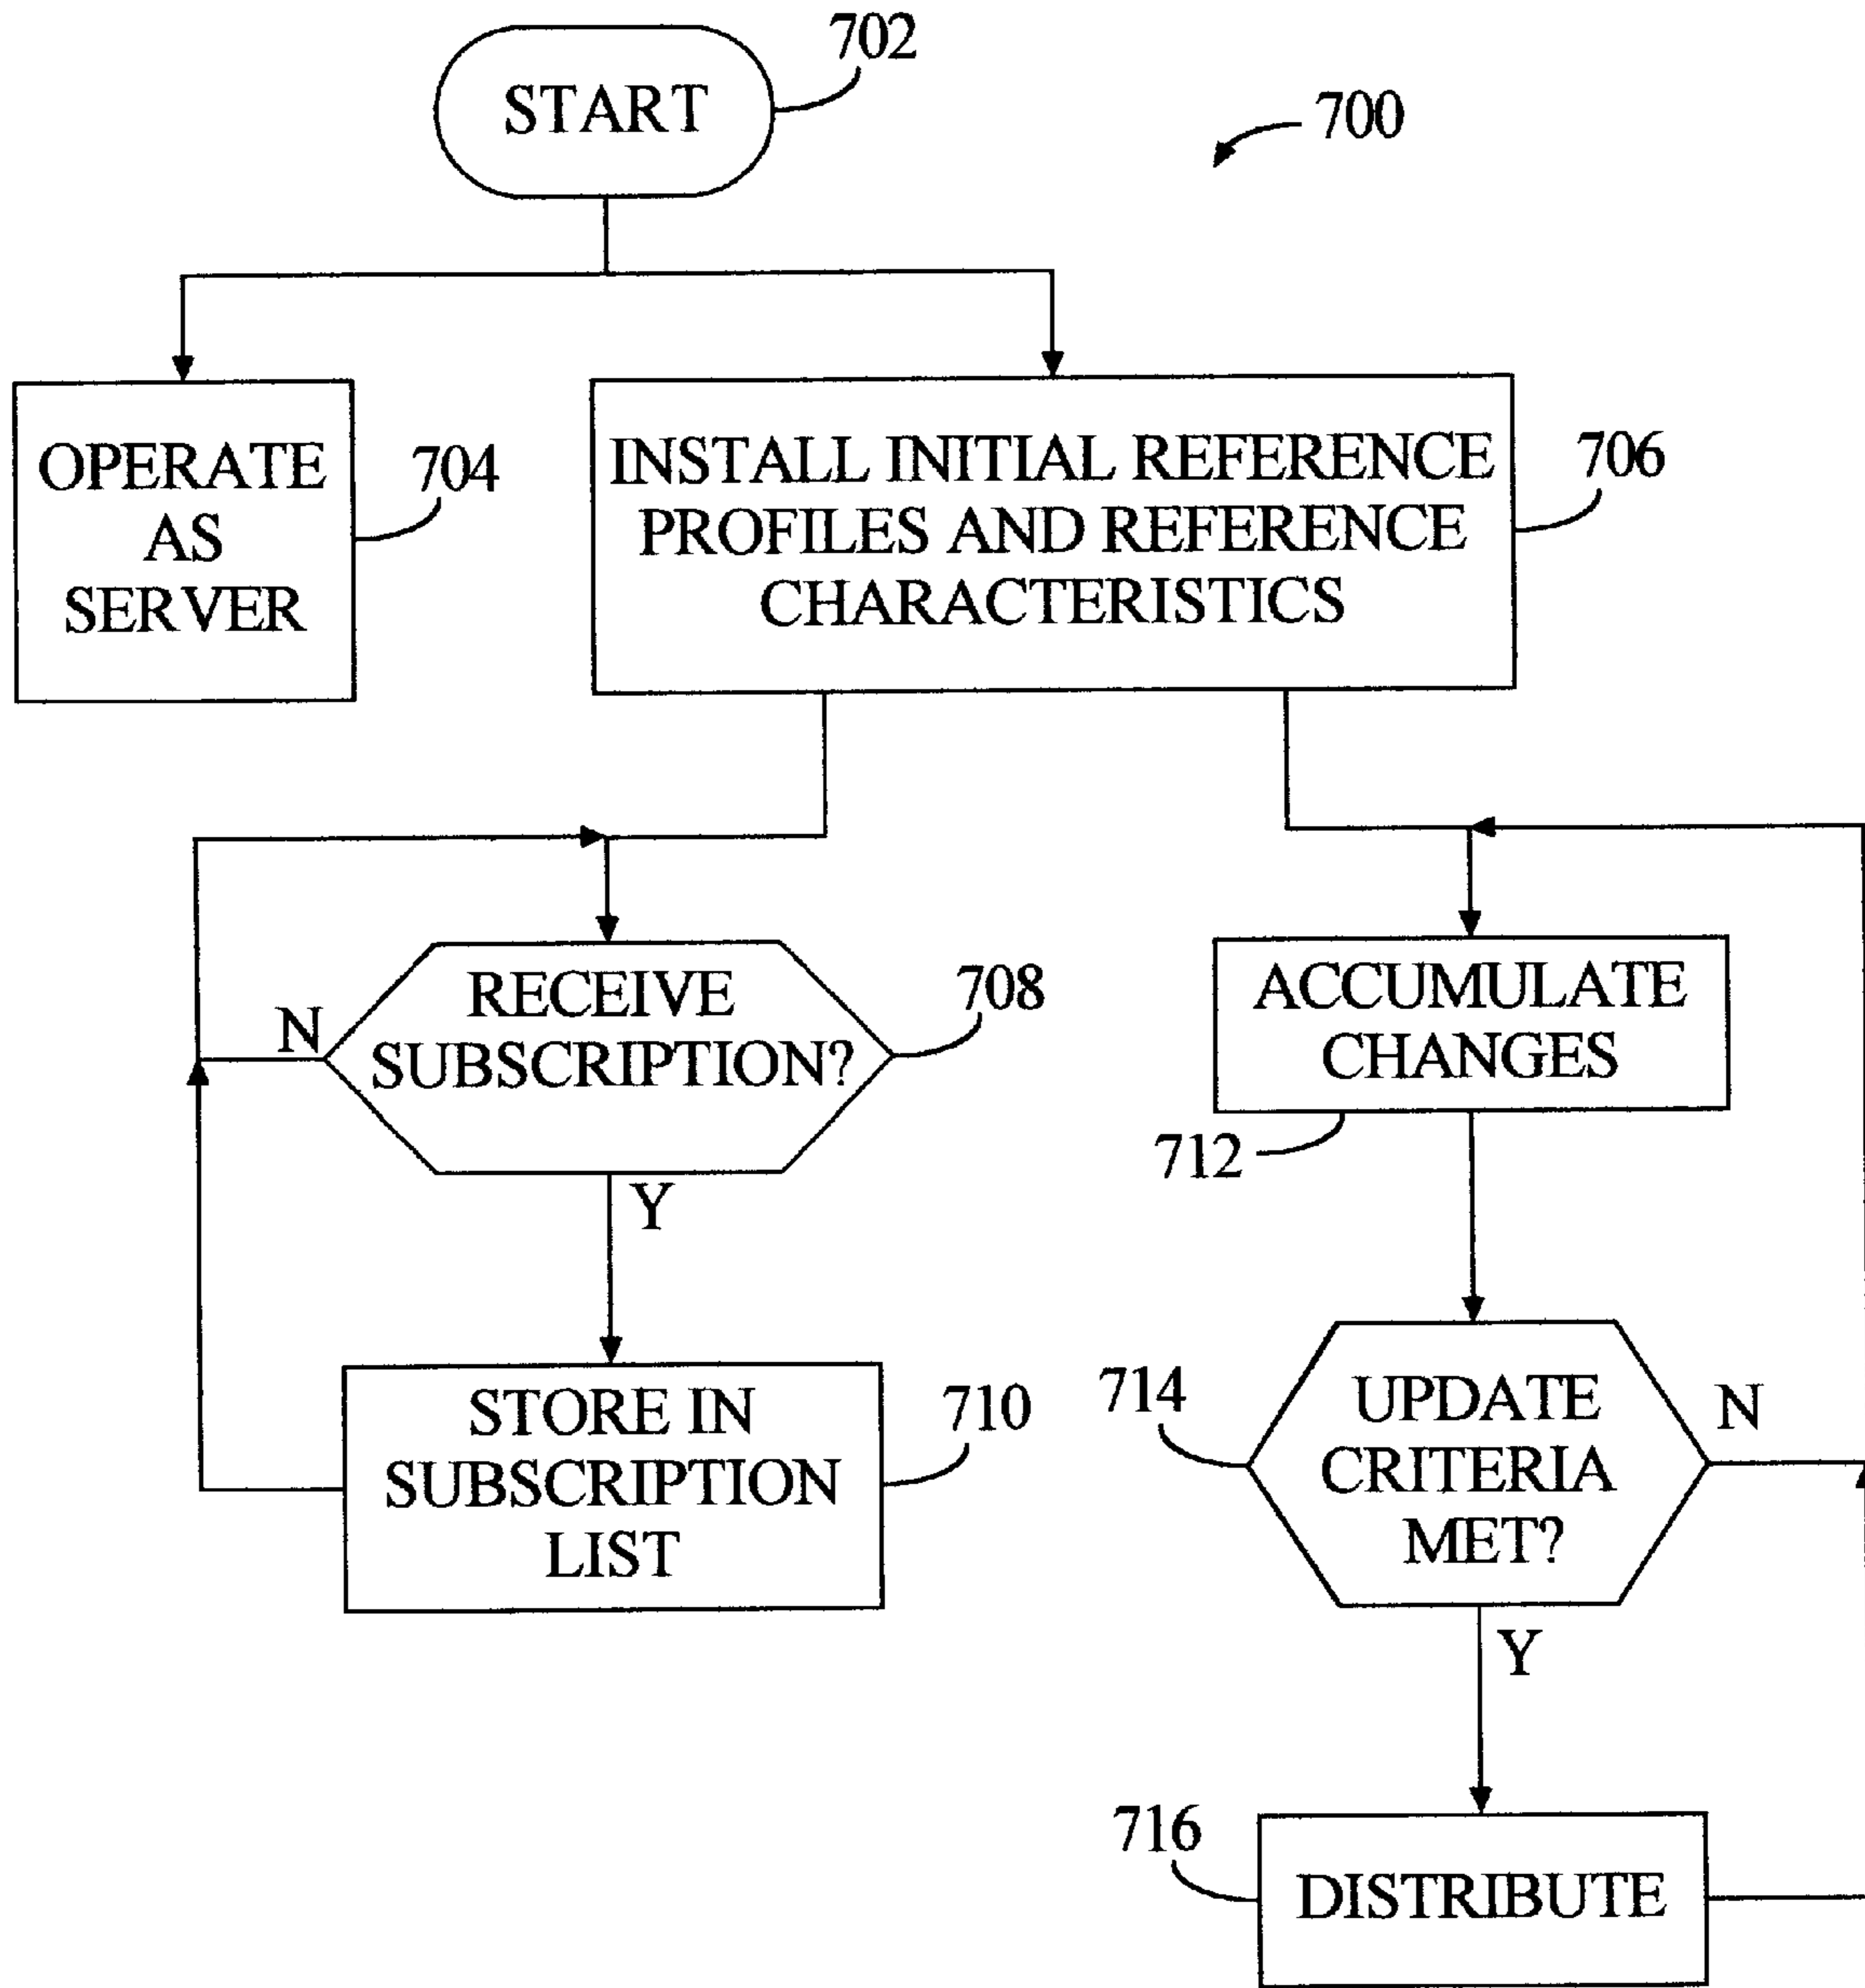 START
702
700
OPERATE
AS
SERVER
704
INSTALL INITIAL REFERENCE
PROFILES AND REFERENCE
CHARACTERISTICS
706
RECEIVE
SUBSCRIPTION?
708
N
Y
STORE IN
SUBSCRIPTION
LIST
710
ACCUMULATE
CHANGES
712
UPDATE
CRITERIA
MET?
714
N
Y
DISTRIBUTE
716